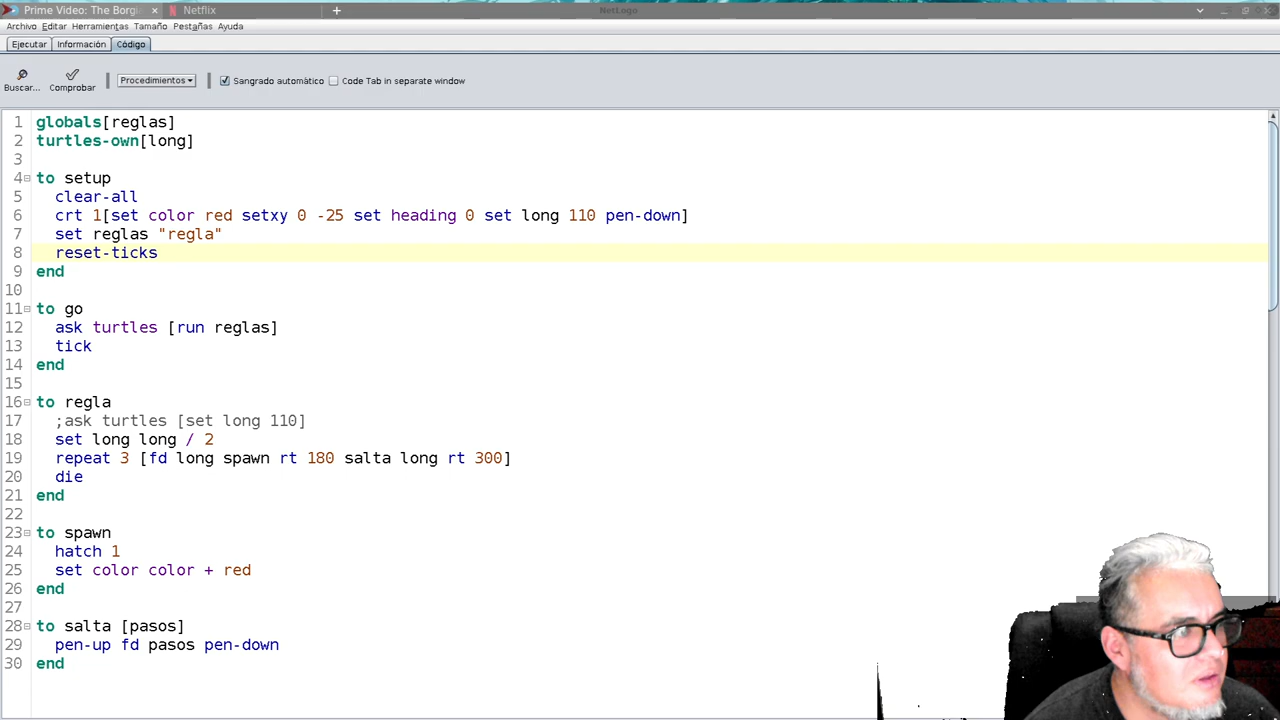 Prime Video: The Borgi × Netflix × +
NetLogo
Archivo Editar Herramientas Tamaño Pestañas Ayuda
Ejecutar Información Código
Buscar... Comprobar Procedimientos Sangrado automático Code Tab in separate window
1 globals[reglas]
2 turtles-own[long]
3
4 to setup
5 clear-all
6 crt 1[set color red setxy 0 -25 set heading 0 set long 110 pen-down]
7 set reglas "regla"
8 reset-ticks
9 end
10
11 to go
12 ask turtles [run reglas]
13 tick
14 end
15
16 to regla
17 ;ask turtles [set long 110]
18 set long long / 2
19 repeat 3 [fd long spawn rt 180 salta long rt 300]
20 die
21 end
22
23 to spawn
24 hatch 1
25 set color color + red
26 end
27
28 to salta [pasos]
29 pen-up fd pasos pen-down
30 end